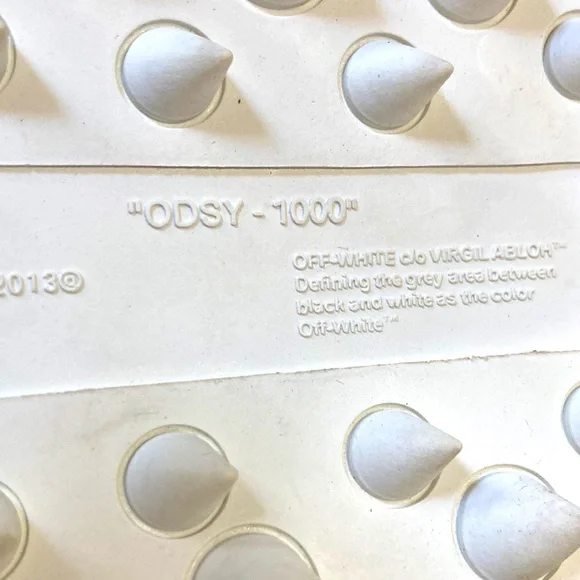 "ODSY - 1000"
2013©
OFF-WHITE c/o VIRGIL ABLOH™
Defining the grey area between
black and white as the color
Off-White™